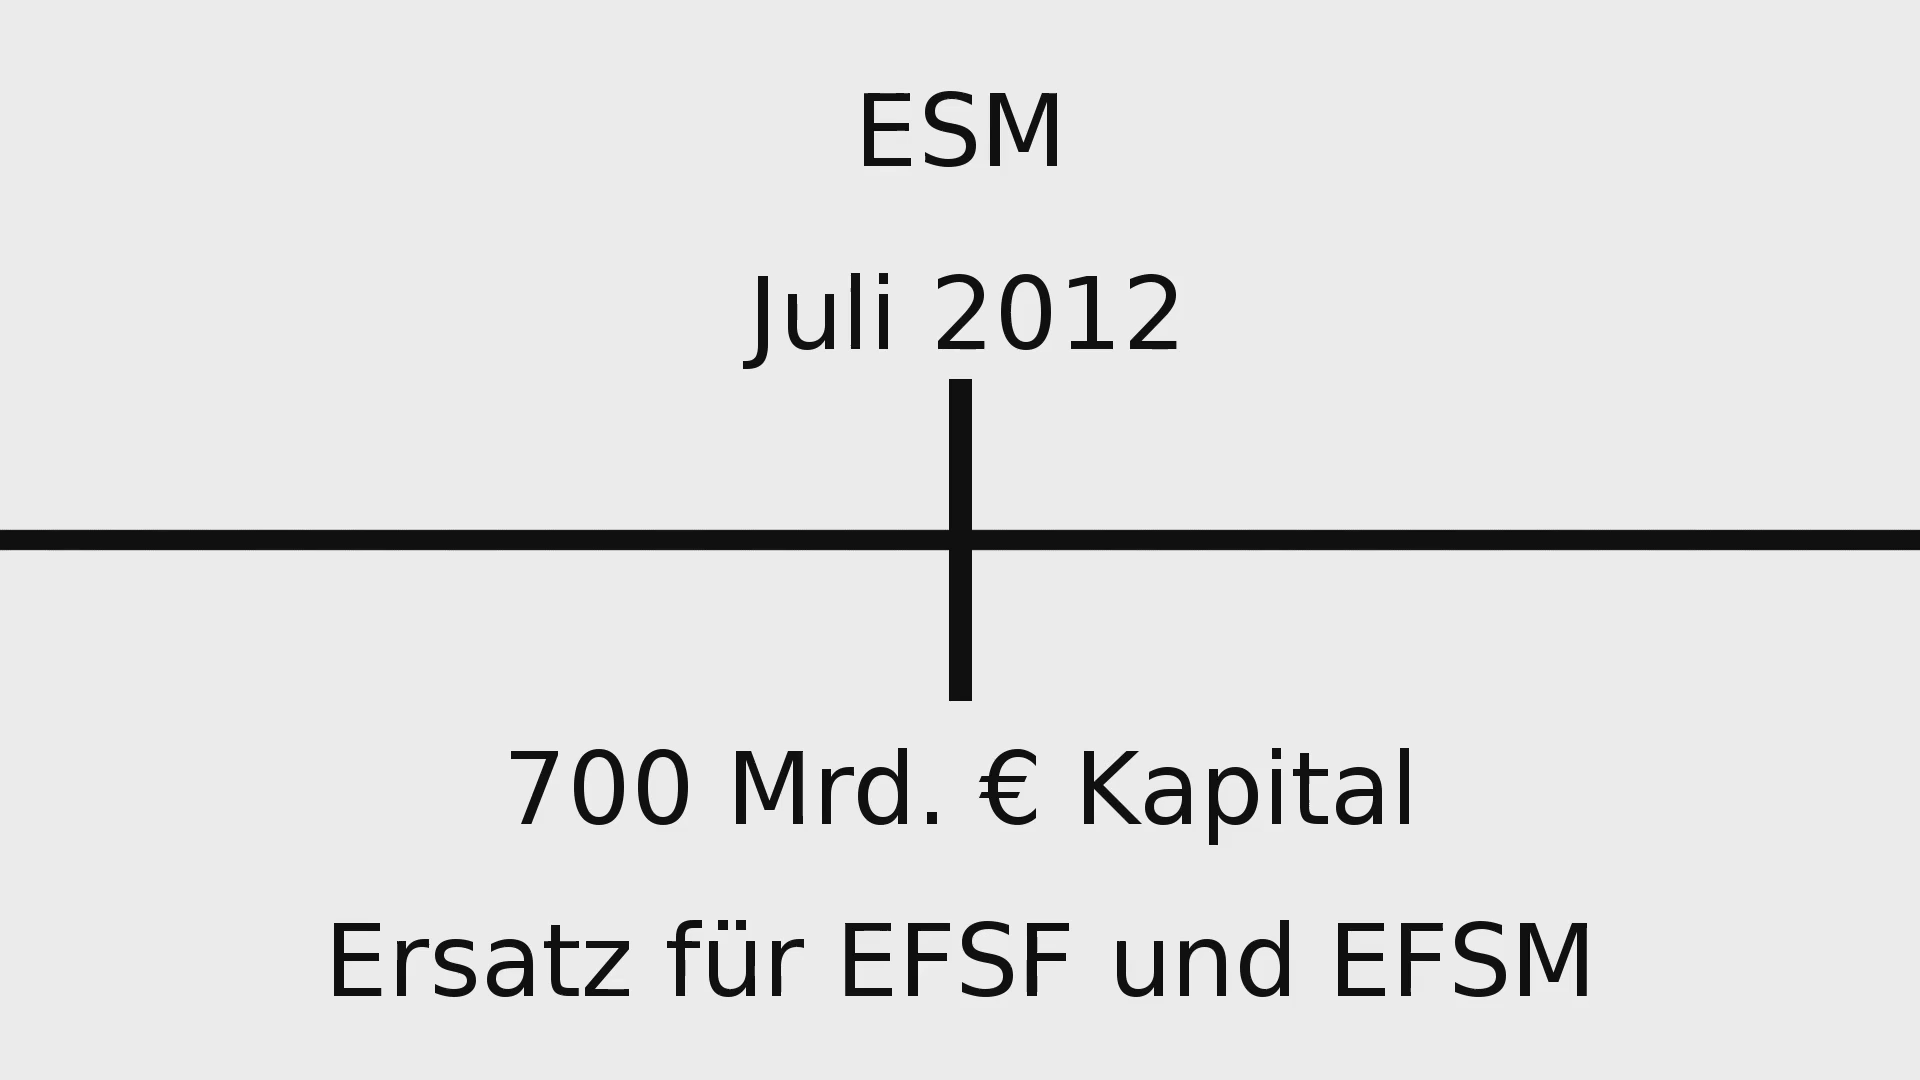 ESM
Juli 2012
700 Mrd. € Kapital
Ersatz für EFSF und EFSM